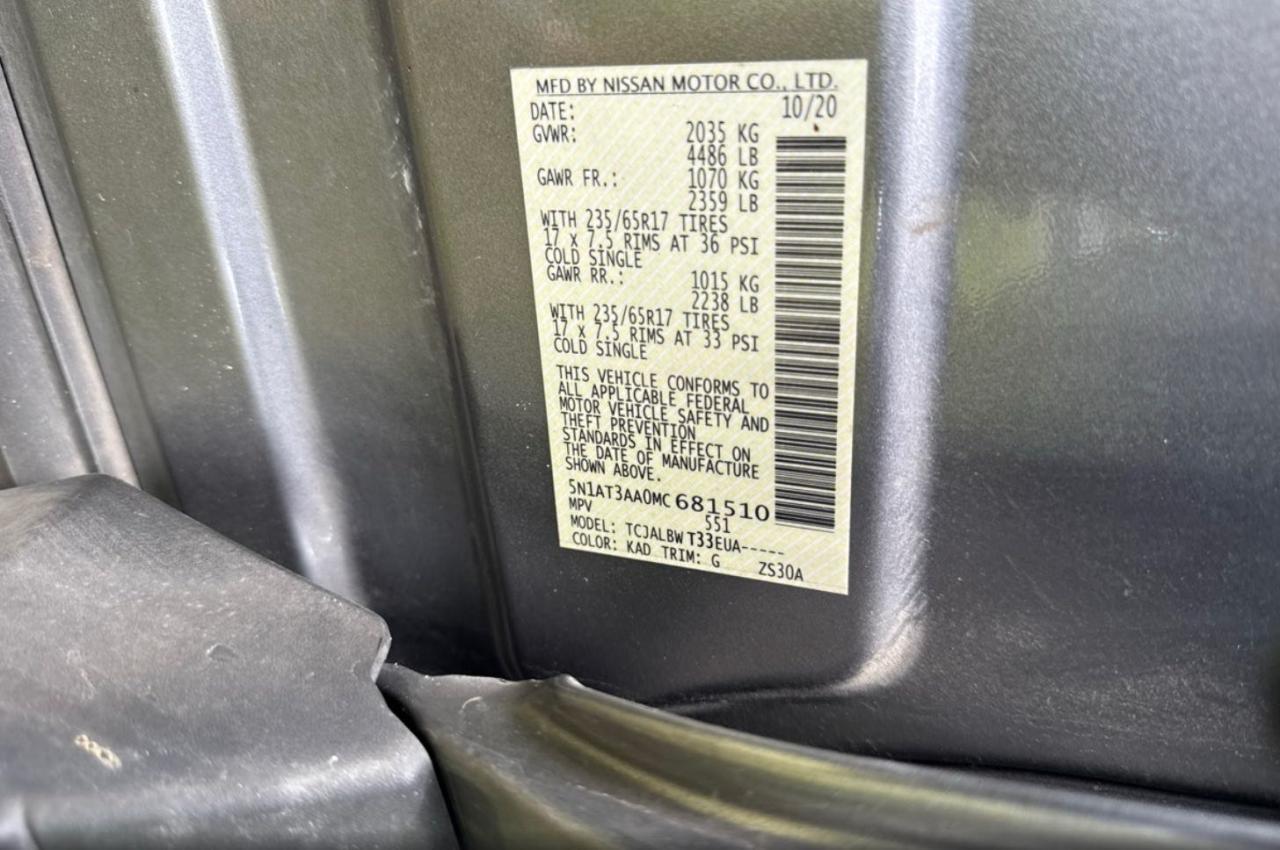 MFD BY NISSAN MOTOR CO., LTD.
DATE: 10/20
GVWR: 2035 KG
4486 LB
GAWR FR.: 1070 KG
2359 LB
WITH 235/65R17 TIRES
17 x 7.5 RIMS AT 36 PSI
COLD SINGLE
GAWR RR.: 1015 KG
2238 LB
WITH 235/65R17 TIRES
17 x 7.5 RIMS AT 33 PSI
COLD SINGLE
THIS VEHICLE CONFORMS TO
ALL APPLICABLE FEDERAL
MOTOR VEHICLE SAFETY AND
THEFT PREVENTION
STANDARDS IN EFFECT ON
THE DATE OF MANUFACTURE
SHOWN ABOVE.
5N1AT3AA0MC 681510
MPV 551
MODEL: TCJALBW T33EUA-----
COLOR: KAD TRIM: G ZS30A